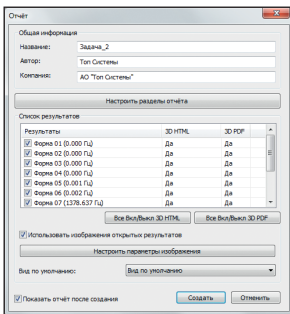 Отчёт
Общая информация
Название: Задача_2
Автор: Топ Системы
Компания: АО "Топ Системы"
Настроить разделы отчёта
Список результатов
Результаты 3D HTML 3D PDF
Форма 01 (0.000 Гц) Да Да
Форма 02 (0.000 Гц) Да Да
Форма 03 (0.000 Гц) Да Да
Форма 04 (0.000 Гц) Да Да
Форма 05 (0.001 Гц) Да Да
Форма 06 (0.002 Гц) Да Да
Форма 07 (1378.637 Гц) Да Да
Все Вкл/Выкл 3D HTML Все Вкл/Выкл 3D PDF
Использовать изображения открытых результатов
Настроить параметры изображения
Вид по умолчанию: Вид по умолчанию
Показать отчёт после создания Создать Отменить